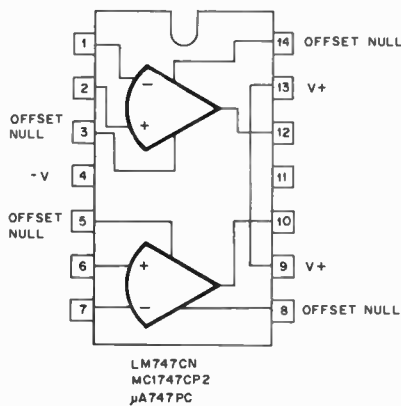 1
14 OFFSET NULL
2
13 V+
OFFSET NULL 3
12
-V 4
11
OFFSET NULL 5
10
6
9 V+
7
8 OFFSET NULL
−
+
+
−
LM747CN
MC1747CP2
µA747PC